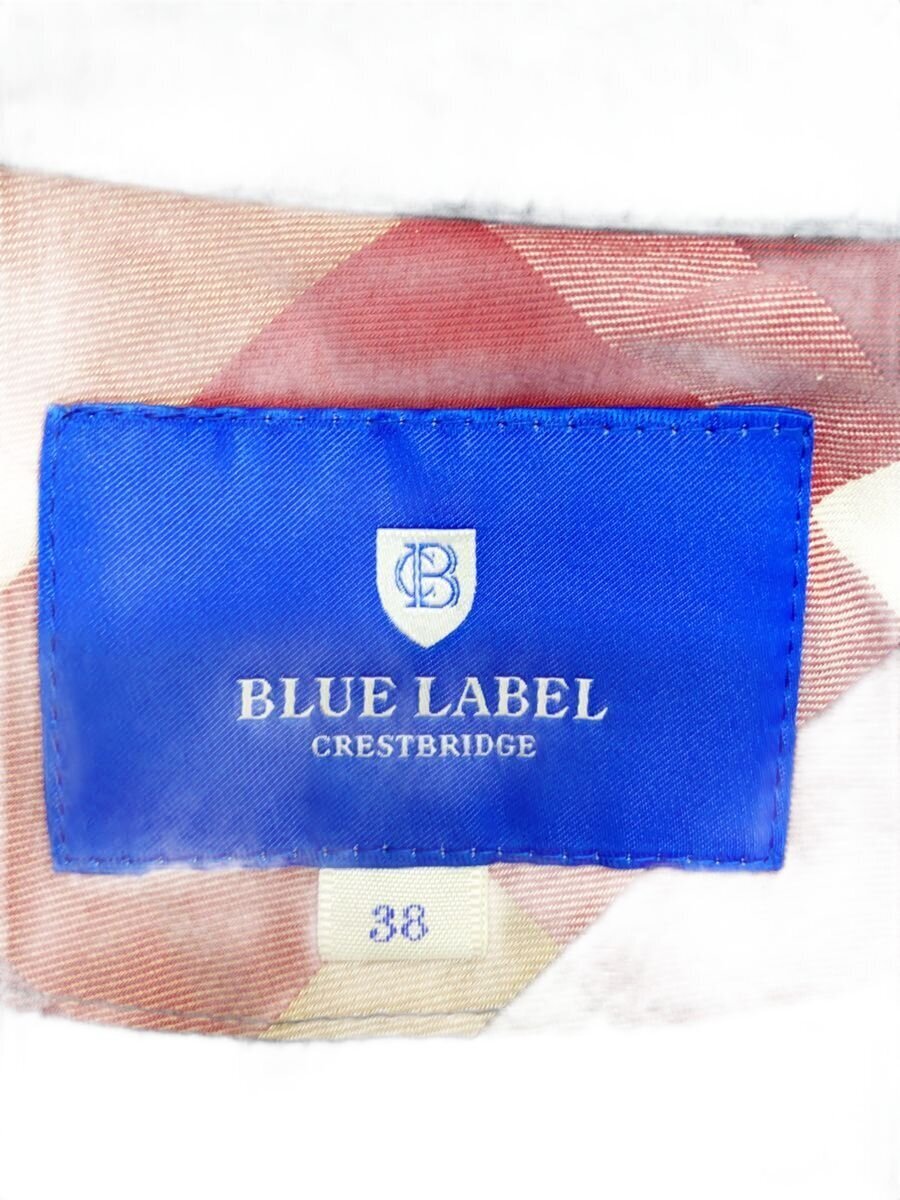 CB
BLUE LABEL
CRESTBRIDGE
38